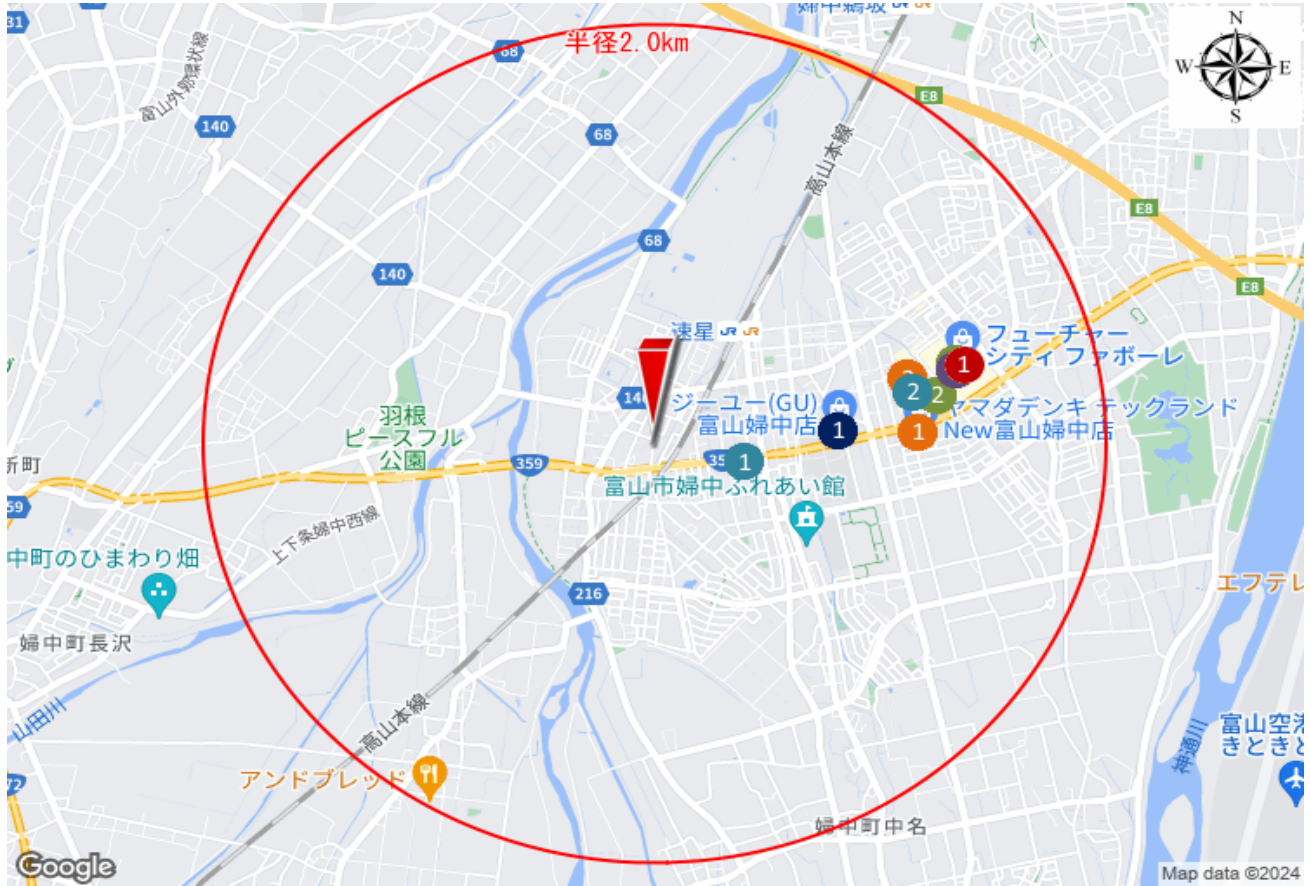 31
婦中鵜坂 JR JR
半径2.0km
N
W E
S
68
富山外郭環状線
140
68
E8
高山本線
68
E8
140
E8
速星 JR JR
フューチャー
シティ ファボーレ
1
2
2
羽根
ピースフル
公園
ジーユー(GU)
富山婦中店
1
ヤマダデンキ テックランド
New富山婦中店
1
新町
359
1
富山市婦中ふれあい館
59
上下条婦中西線
中町のひまわり畑
216
エフテレ
婦中町長沢
山田川
高山本線
神通川
富山空港
きときと
アンドブレッド
72
婦中町中名
Google
Map data ©2024